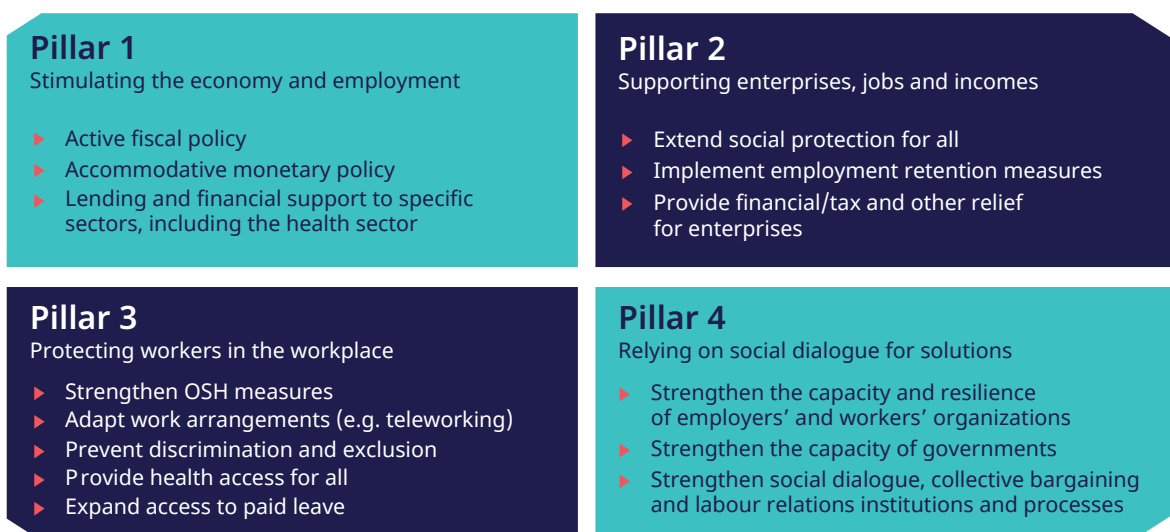 Pillar 1
Stimulating the economy and employment
Active fiscal policy
Accommodative monetary policy
Lending and financial support to specific
sectors, including the health sector
Pillar 2
Supporting enterprises, jobs and incomes
Extend social protection for all
Implement employment retention measures
Provide financial/tax and other relief
for enterprises
Pillar 3
Protecting workers in the workplace
Strengthen OSH measures
Adapt work arrangements (e.g. teleworking)
Prevent discrimination and exclusion
Provide health access for all
Expand access to paid leave
Pillar 4
Relying on social dialogue for solutions
Strengthen the capacity and resilience
of employers’ and workers’ organizations
Strengthen the capacity of governments
Strengthen social dialogue, collective bargaining
and labour relations institutions and processes